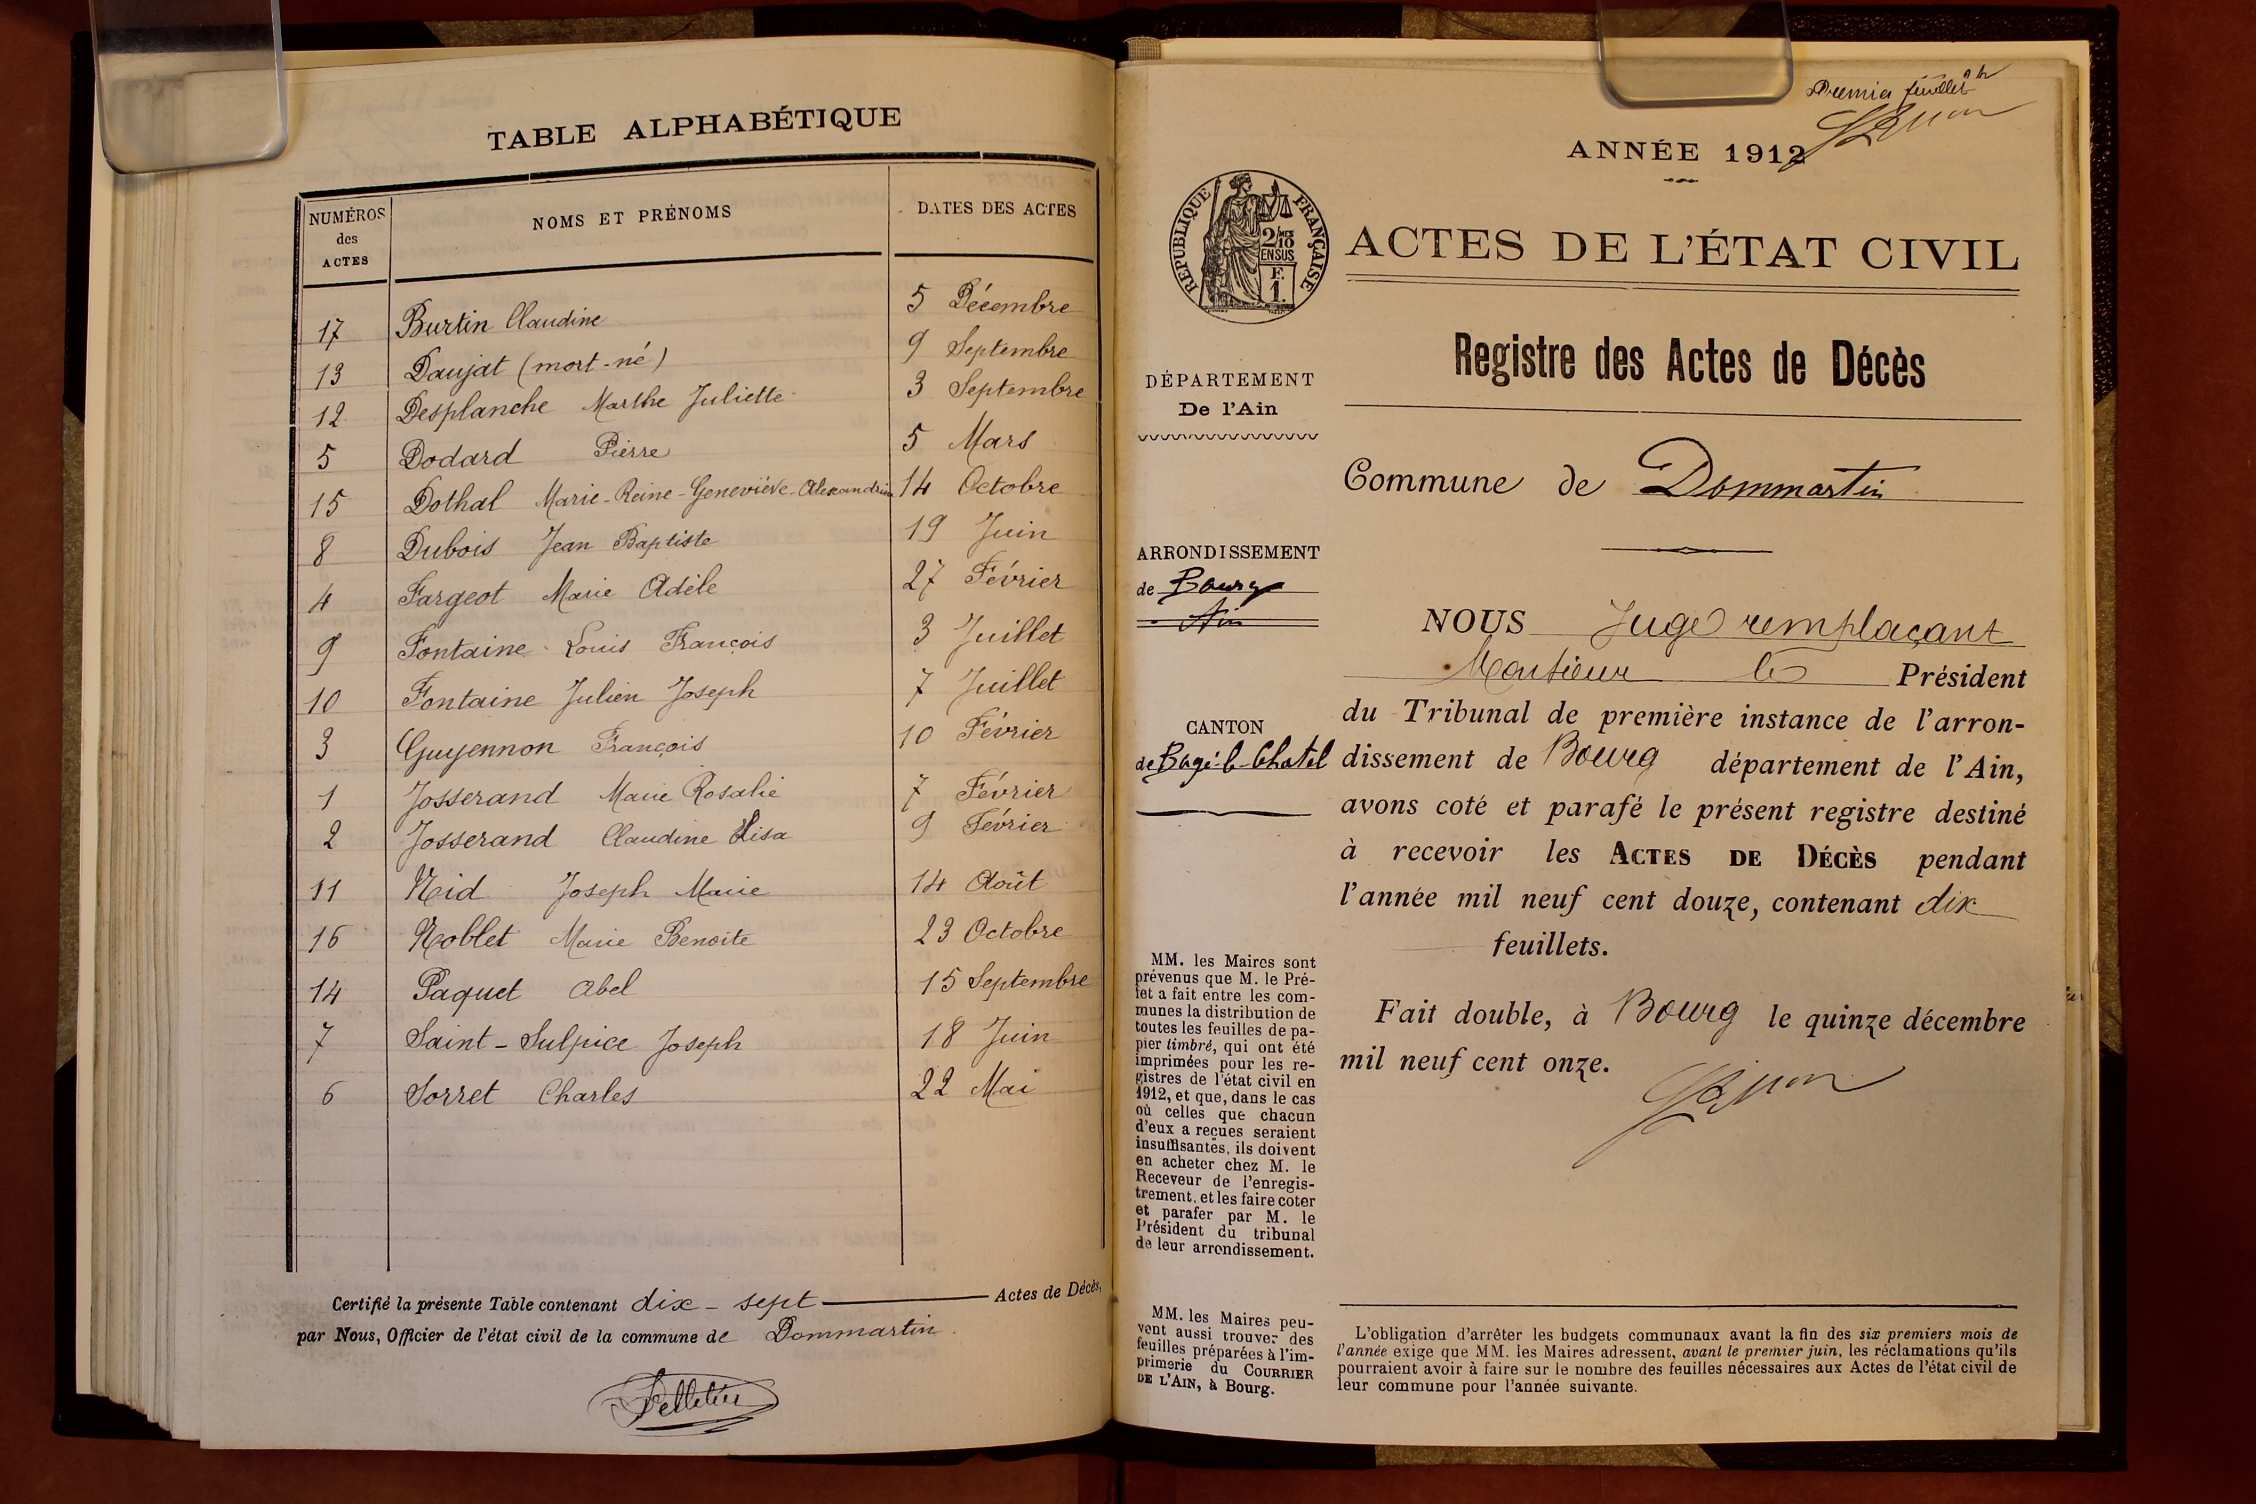 TABLE ALPHABÉTIQUE
NUMÉROS des ACTES NOMS ET PRÉNOMS DATES DES ACTES
17 Burtin Claudine 5 Décembre
13 Daujat (mort-né) 9 Septembre
12 Desplanche Marthe Juliette 3 Septembre
5 Dodard Pierre 5 Mars
15 Dothal Marie-Reine-Geneviève-Alexandrine 14 Octobre
8 Dubois Jean Baptiste 19 Juin
4 Fargeot Marie Adèle 27 Février
9 Fontaine Louis François 3 Juillet
10 Fontaine Julien Joseph 7 Juillet
3 Guyennon François 10 Février
1 Josserand Marie Rosalie 7 Février
2 Josserand Claudine Elisa 9 Février
11 Neid Joseph Marie 14 Août
16 Noblet Marie Benoite 23 Octobre
14 Paquet Abel 15 Septembre
7 Saint-Sulpice Joseph 18 Juin
6 Sorret Charles 22 Mai
Certifié la présente Table contenant dix-sept Actes de Décès,
par Nous, Officier de l'état civil de la commune de Dommartin.
Pelletier
Premier feuillet
ANNÉE 1912
RÉPUBLIQUE FRANÇAISE
2/10 MES
EN SUS
F.
1.
ACTES DE L'ÉTAT CIVIL
Registre des Actes de Décès
DÉPARTEMENT
De l'Ain
Commune de Dommartin
ARRONDISSEMENT
de Bourg
Ain
CANTON
de Bagé-le-Chatel
MM. les Maires sont
prévenus que M. le Pré-
fet a fait entre les com-
munes la distribution de
toutes les feuilles de pa-
pier timbré, qui ont été
imprimées pour les re-
gistres de l'état civil en
1912, et que, dans le cas
où celles que chacun
d'eux a reçues seraient
insuffisantes, ils doivent
en acheter chez M. le
Receveur de l'enregis-
trement, et les faire coter
et parafer par M. le
Président du tribunal
de leur arrondissement.
MM. les Maires peu-
vent aussi trouver des
feuilles préparées à l'im-
primerie du COURRIER
DE L'AIN, à Bourg.
NOUS Juge remplaçant
Monsieur le Président
du Tribunal de première instance de l'arron-
dissement de Bourg département de l'Ain,
avons coté et parafé le présent registre destiné
à recevoir les ACTES DE DÉCÈS pendant
l'année mil neuf cent douze, contenant dix
feuillets.
Fait double, à Bourg le quinze décembre
mil neuf cent onze.
L'obligation d'arrêter les budgets communaux avant la fin des six premiers mois de
l'année exige que MM. les Maires adressent, avant le premier juin, les réclamations qu'ils
pourraient avoir à faire sur le nombre des feuilles nécessaires aux Actes de l'état civil de
leur commune pour l'année suivante.